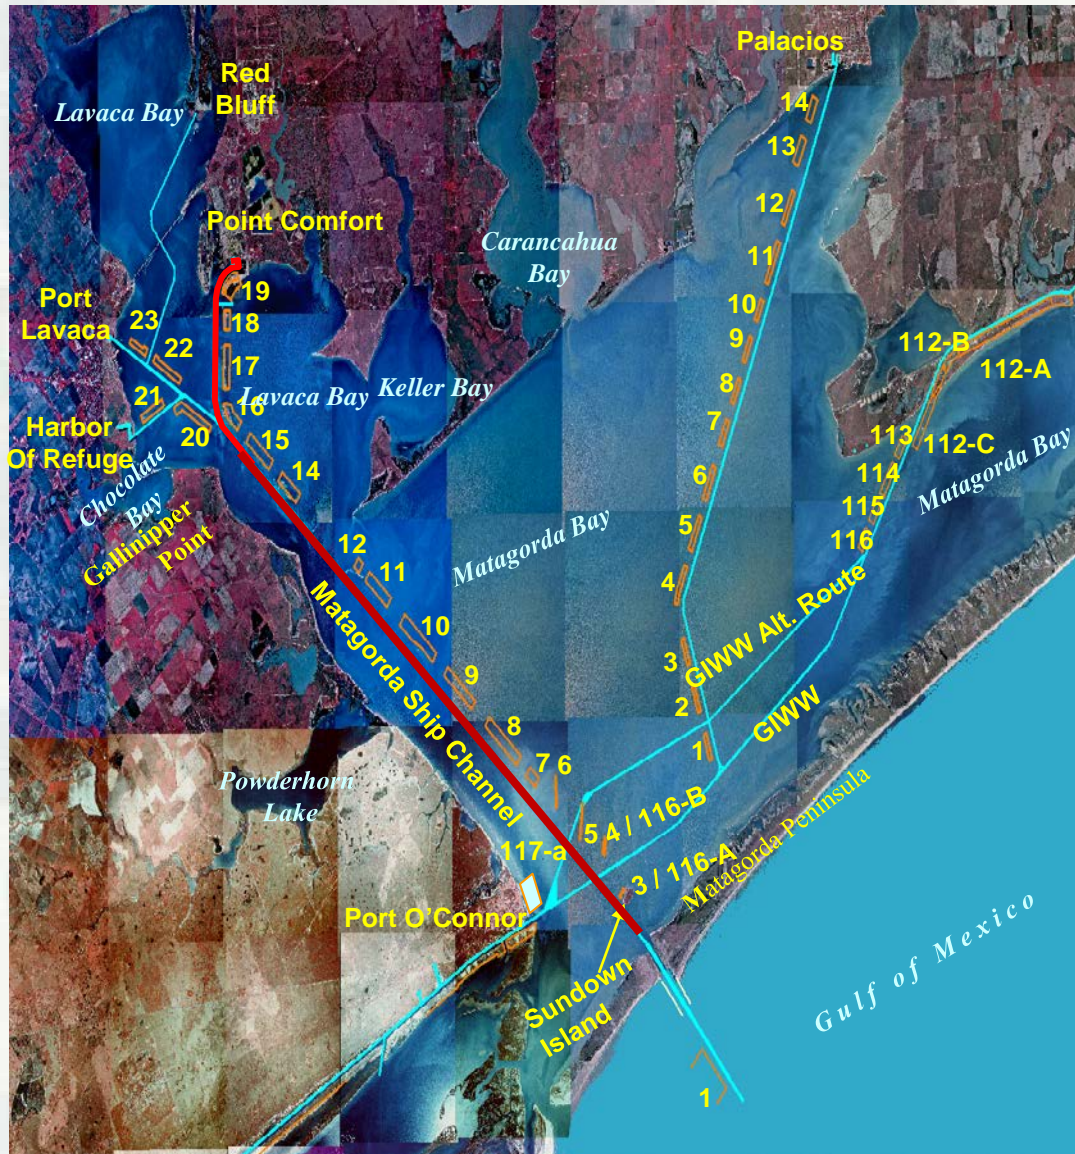 Palacios
Red
Bluff
Lavaca Bay
14
13
Point Comfort
12
Carancahua
Bay
11
19
Port
Lavaca
23
18
10
9
22
17
112-B
112-A
8
21
Lavaca Bay
Keller Bay
16
7
Harbor
Of Refuge
20
15
113
112-C
14
6
114
Chocolate
Bay
Matagorda Bay
Gallinipper
Point
5
115
116
12
11
Matagorda Bay
4
10
Matagorda Ship Channel
GIWW Alt. Route
3
9
2
GIWW
8
1
7
6
Powderhorn
Lake
5
4 / 116-B
117-a
3 / 116-A
Matagorda Peninsula
Port O'Connor
Sundown
Island
Gulf of Mexico
1